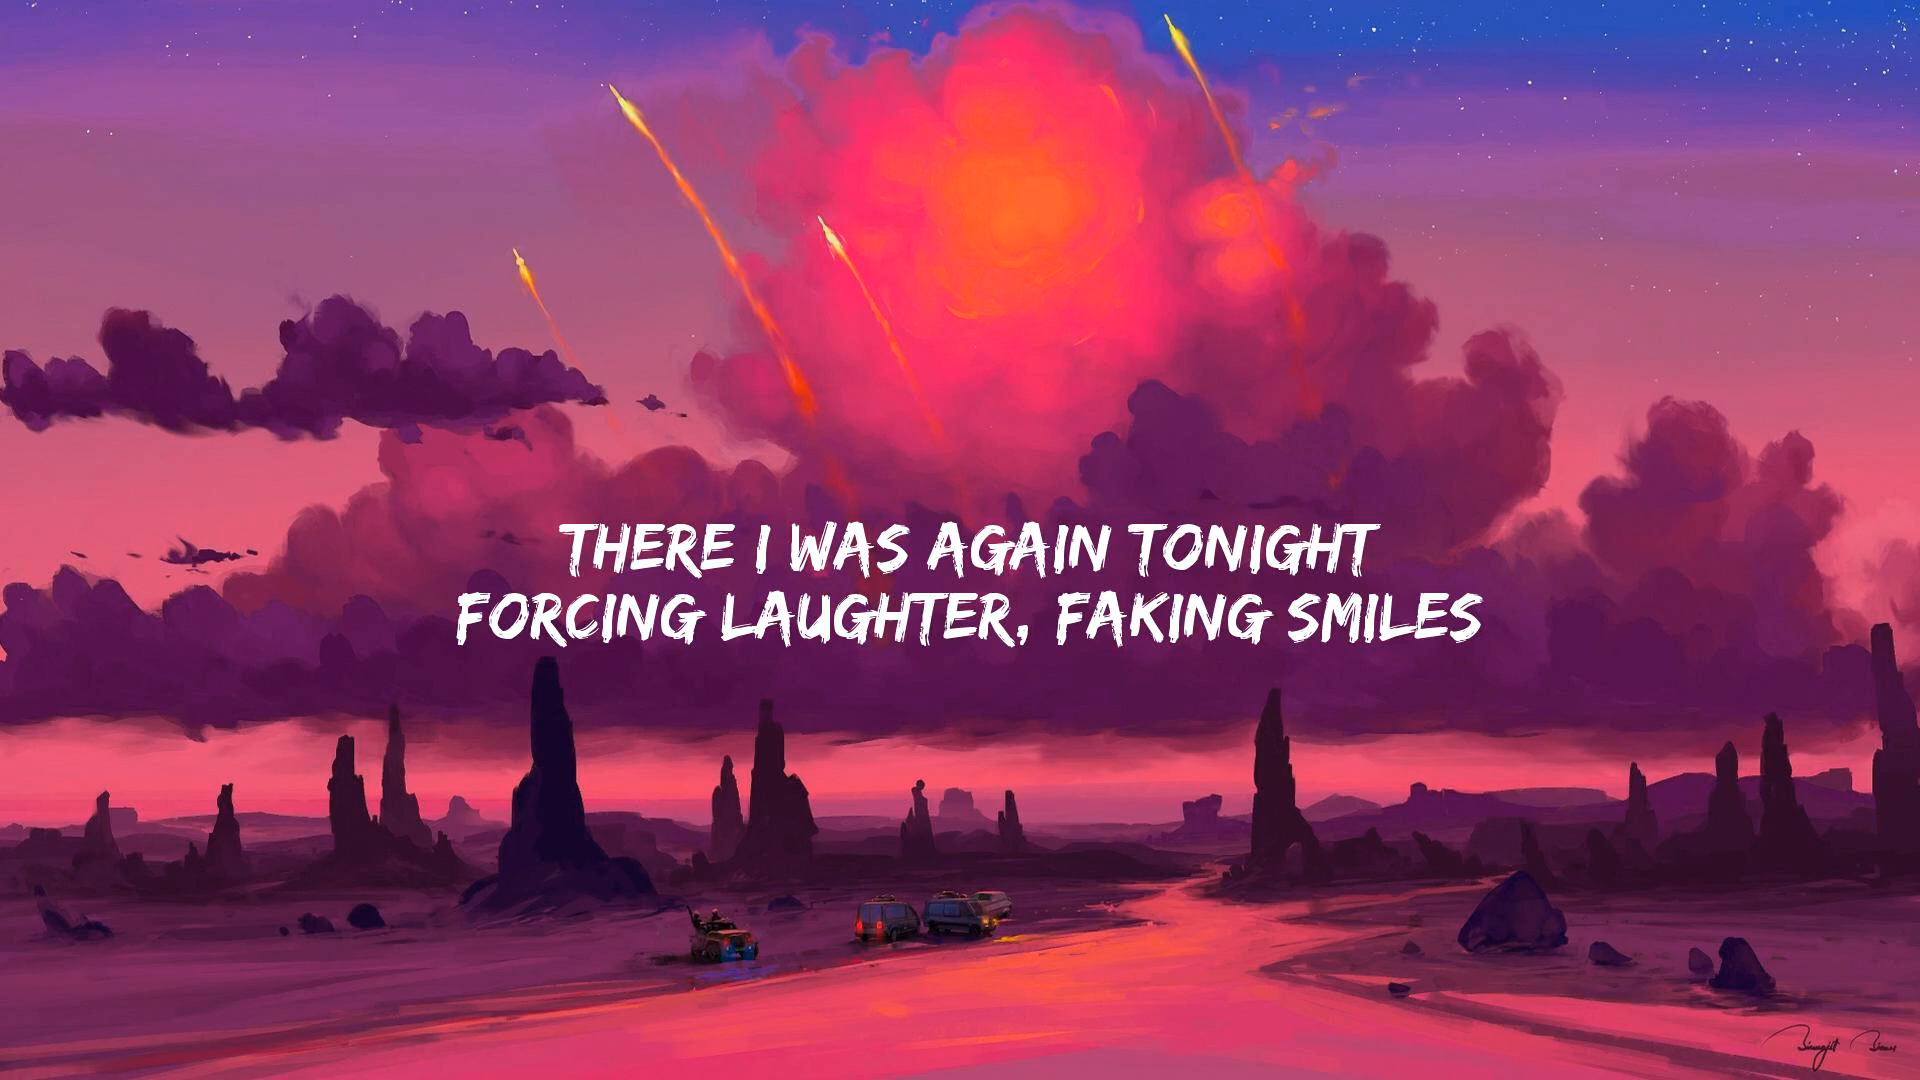 THERE I WAS AGAIN TONIGHT
FORCING LAUGHTER, FAKING SMILES